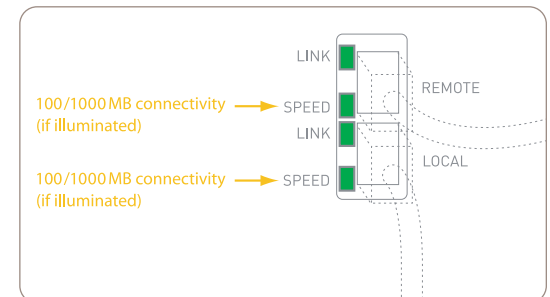 LINK
REMOTE
100/1000 MB connectivity
(if illuminated)
SPEED
LINK
LOCAL
100/1000 MB connectivity
(if illuminated)
SPEED